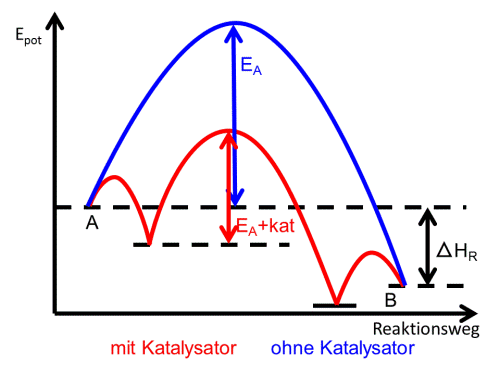 Epot
EA
A
EA+kat
ΔHR
B
Reaktionsweg
mit Katalysator ohne Katalysator